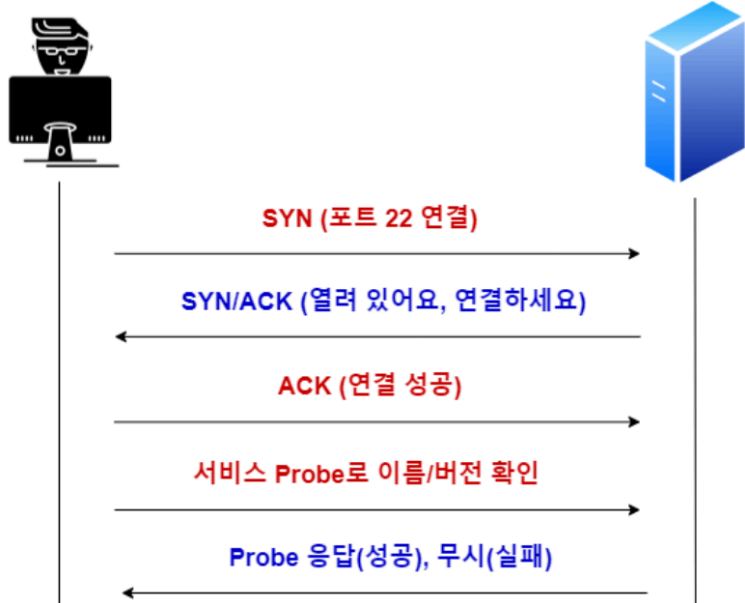 SYN (포트 22 연결)
SYN/ACK (열려 있어요, 연결하세요)
ACK (연결 성공)
서비스 Probe로 이름/버전 확인
Probe 응답(성공), 무시(실패)